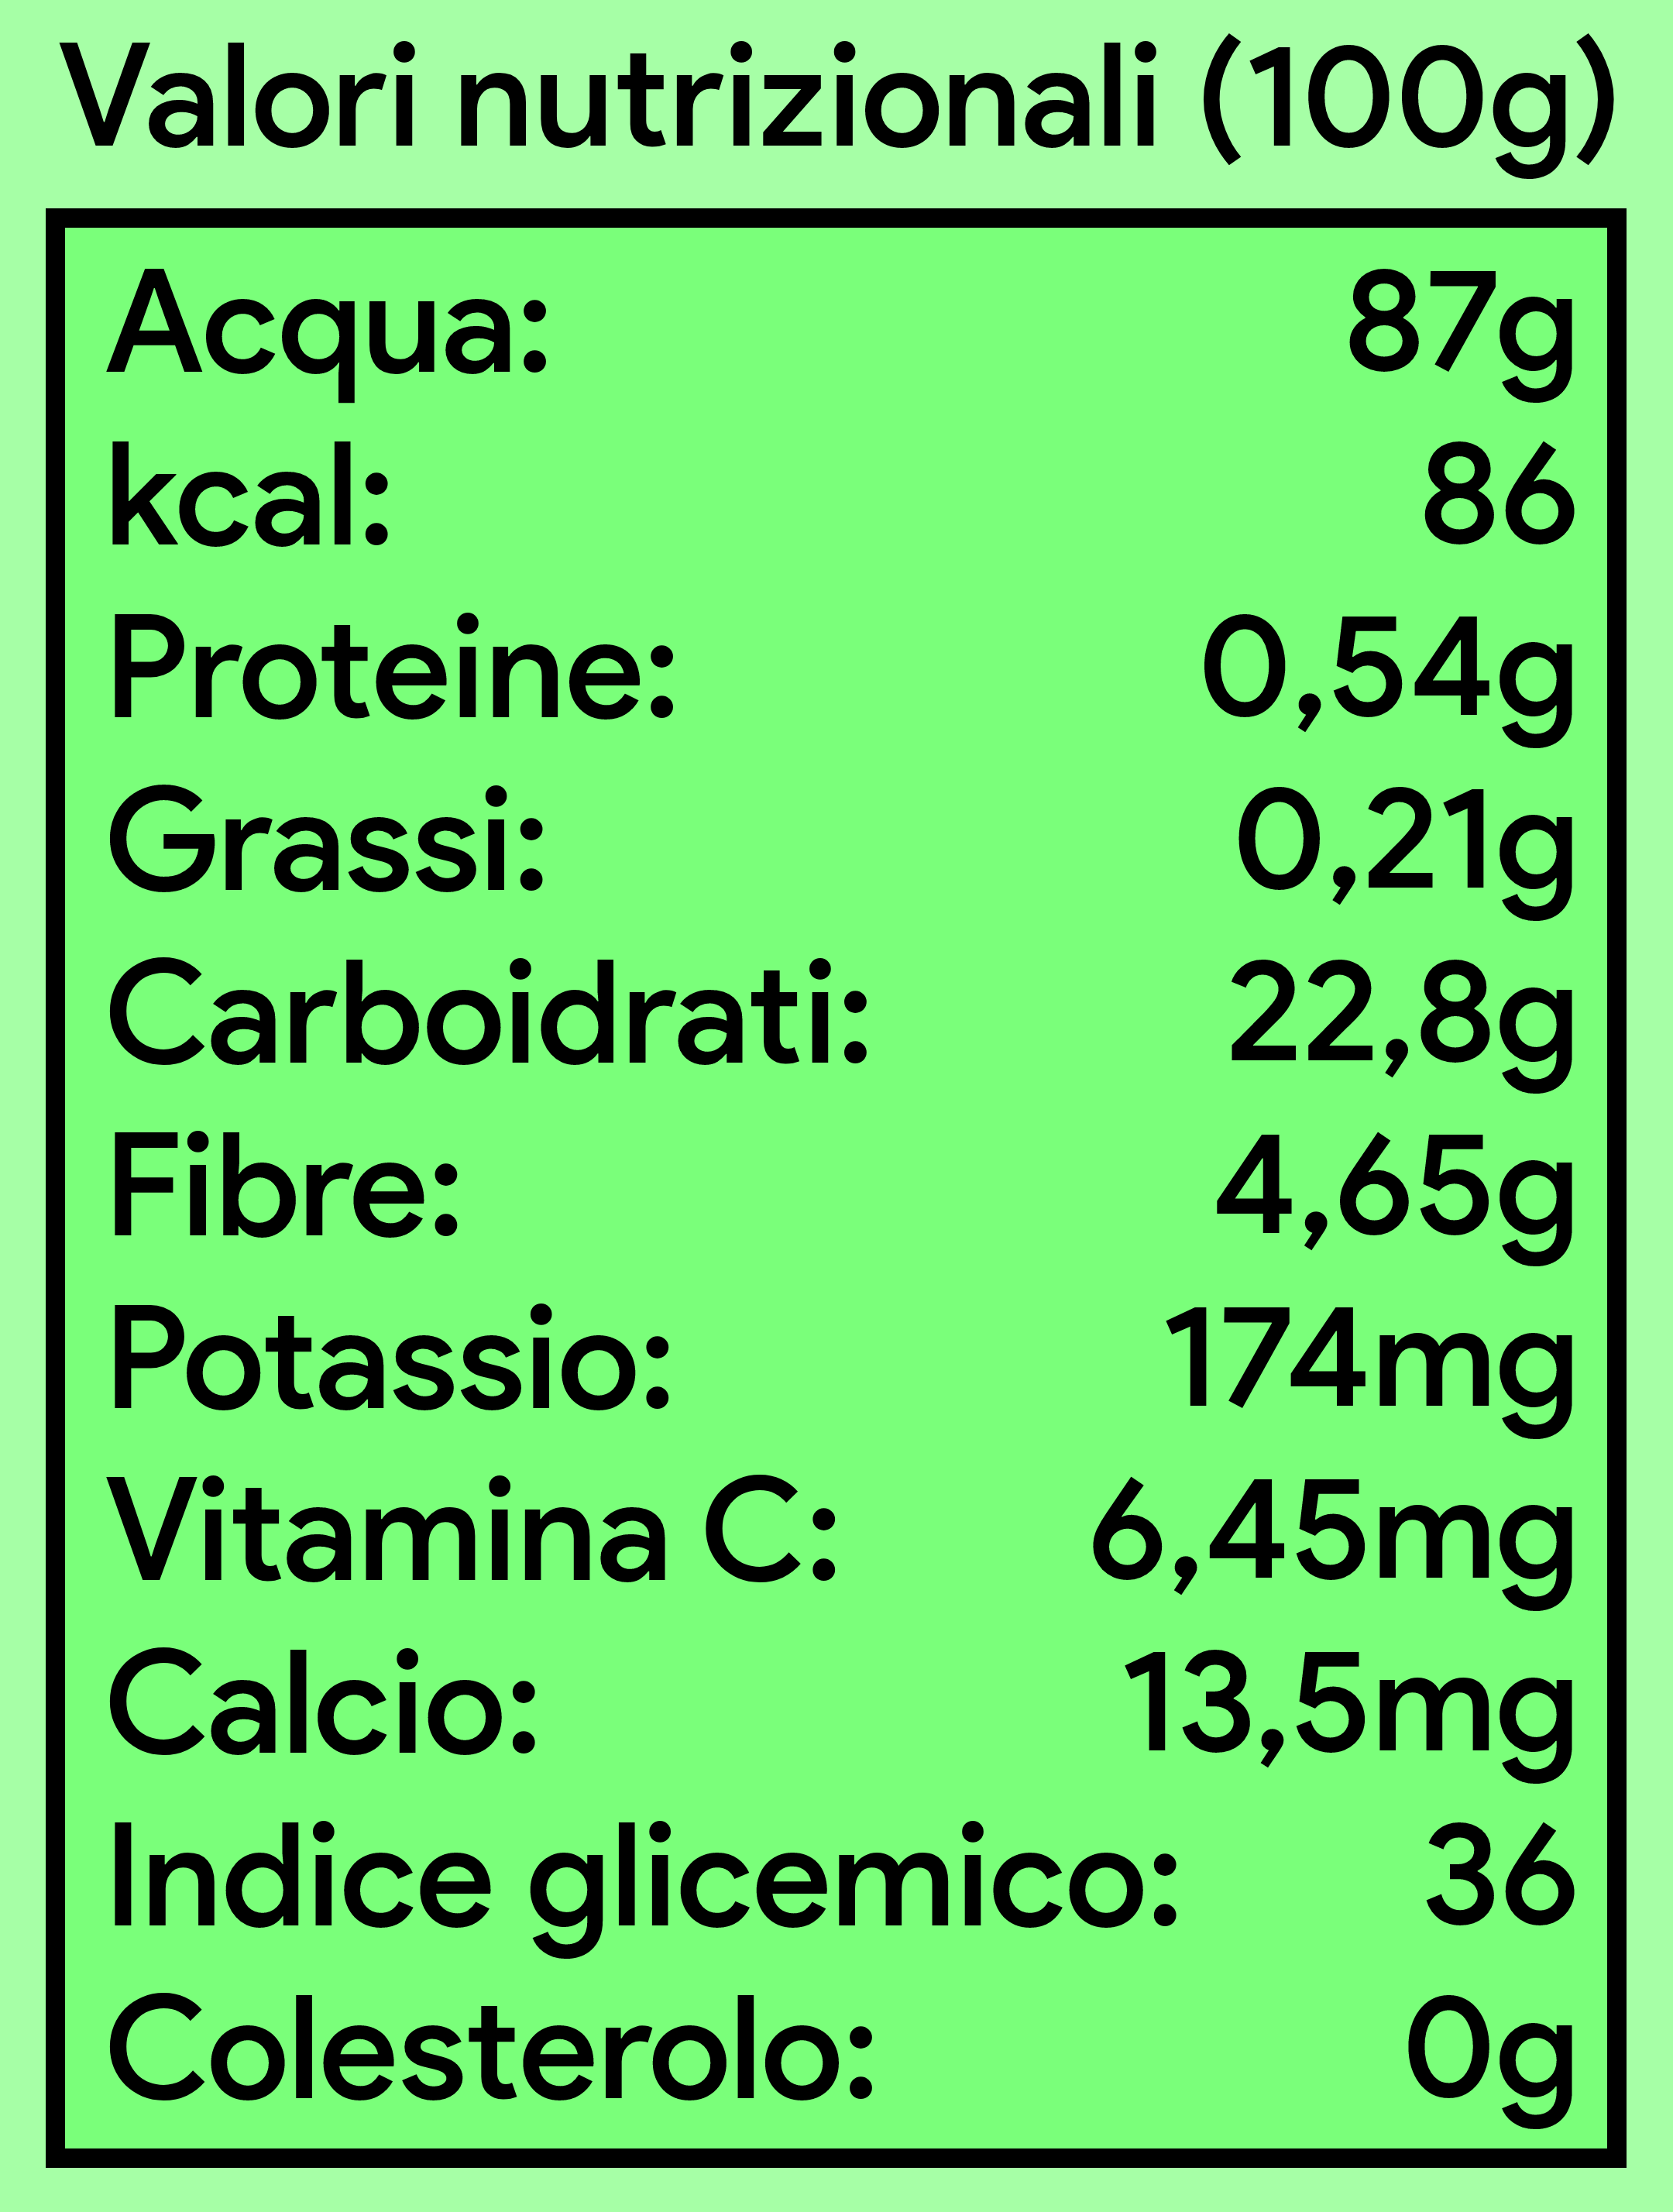 Valori nutrizionali (100g)
Acqua: 87g
kcal: 86
Proteine: 0,54g
Grassi: 0,21g
Carboidrati: 22,8g
Fibre: 4,65g
Potassio: 174mg
Vitamina C: 6,45mg
Calcio: 13,5mg
Indice glicemico: 36
Colesterolo: 0g